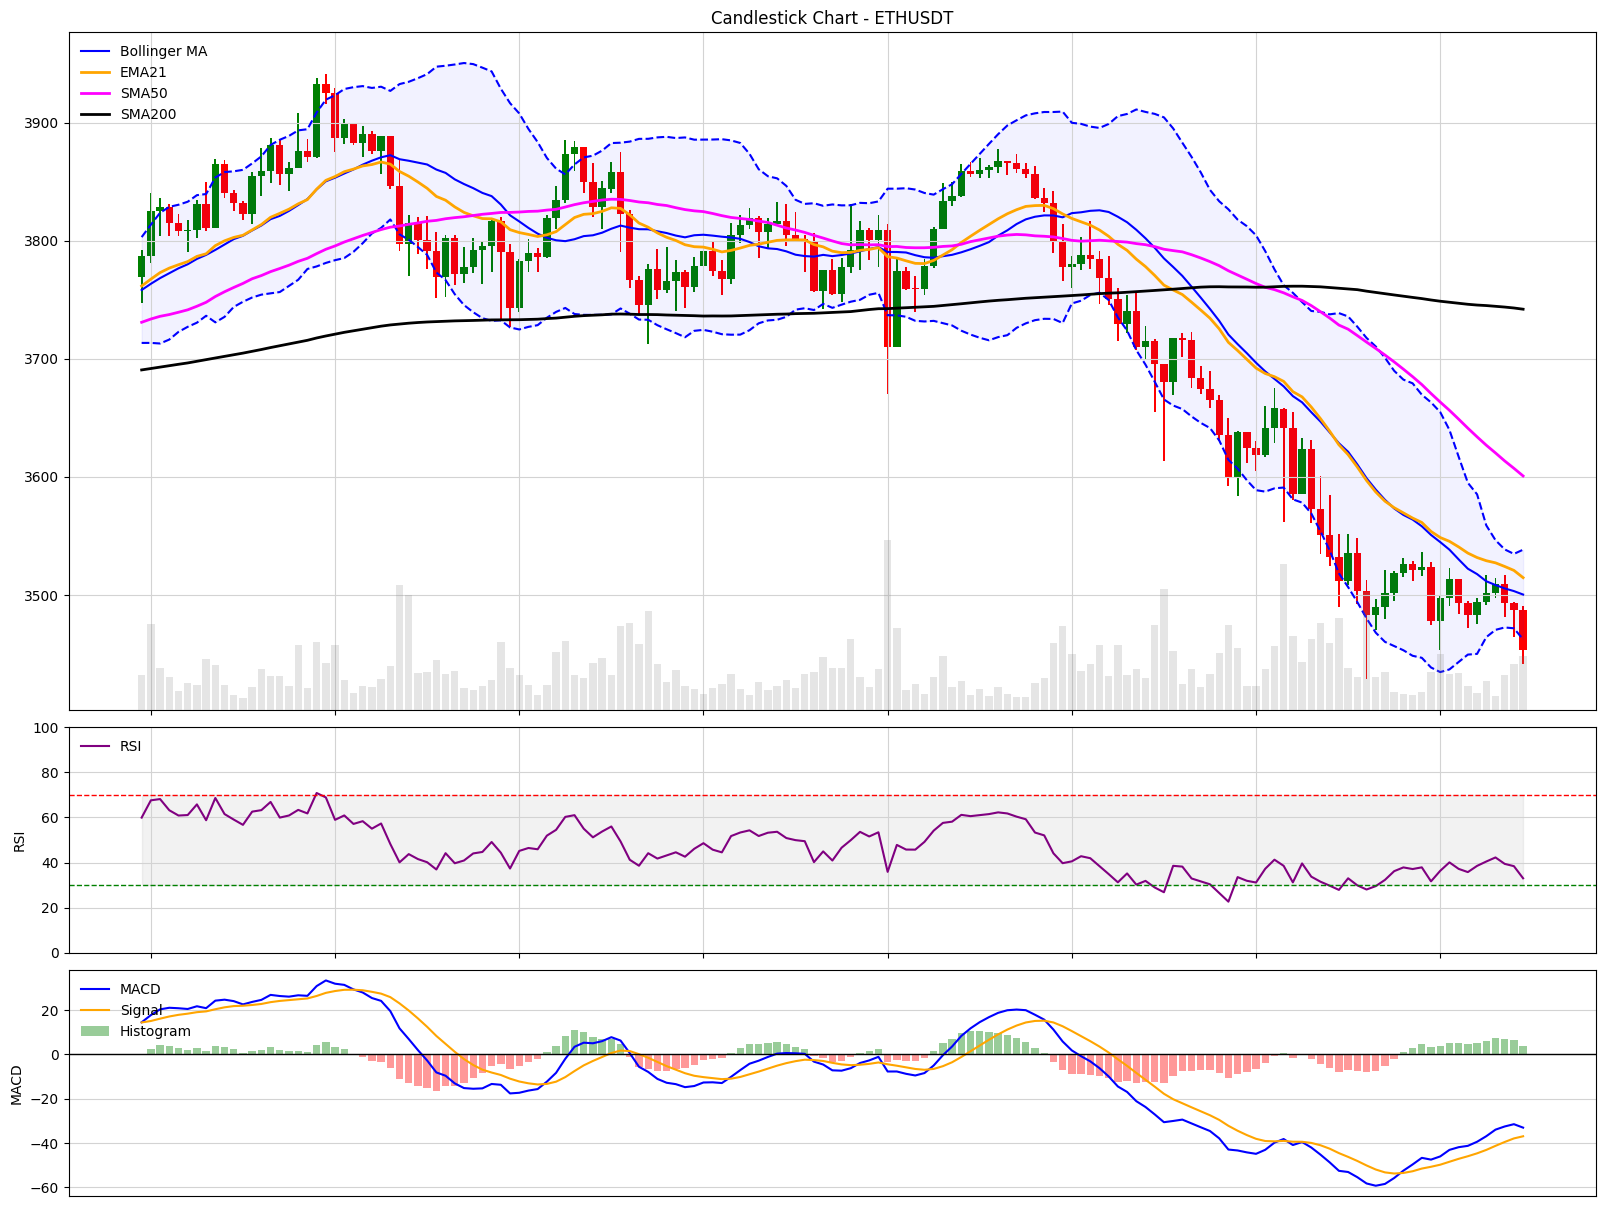 Candlestick Chart - ETHUSDT
Bollinger MA
EMA21
SMA50
SMA200
3900
3800
3700
3600
3500
RSI
100
80
60
40
20
0
RSI
MACD
Signal
Histogram
20
0
−20
−40
−60
MACD